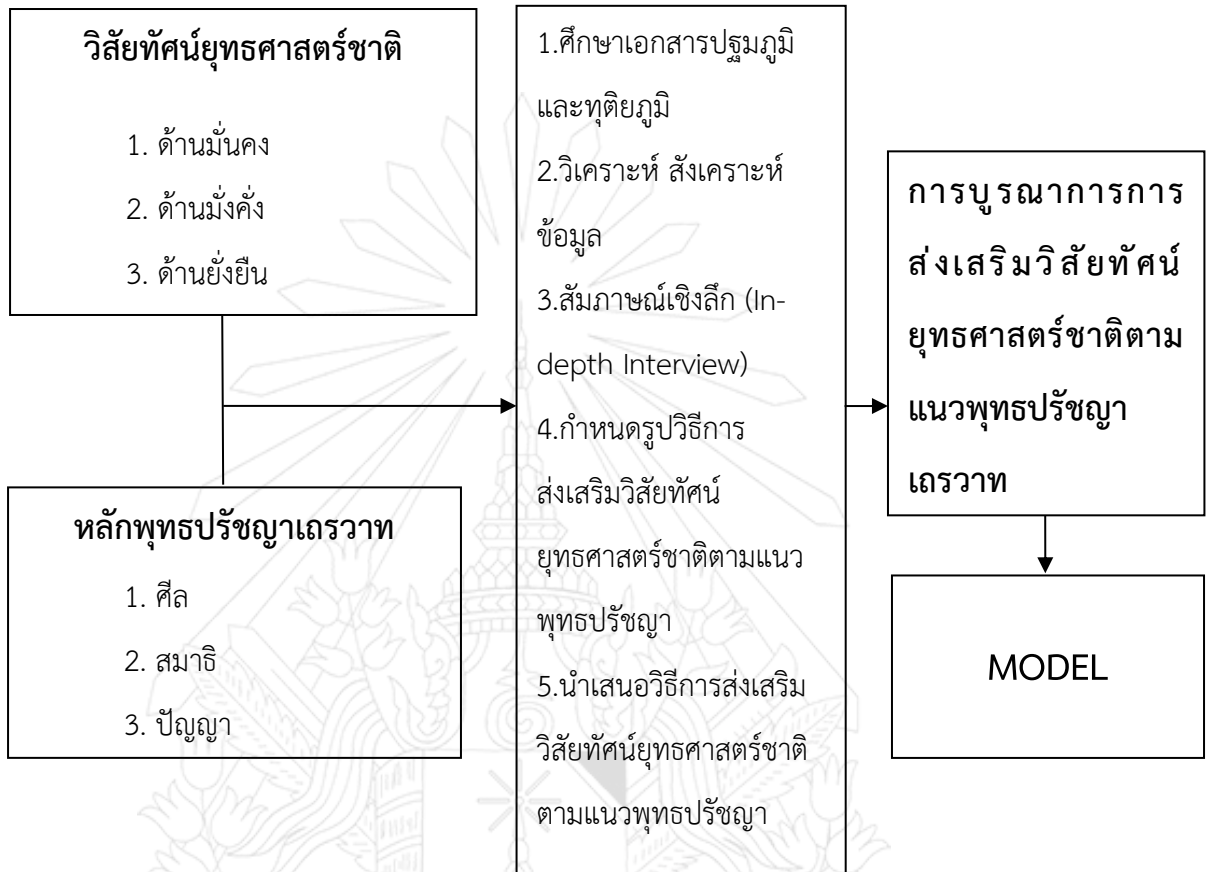 วิสัยทัศน์ยุทธศาสตร์ชาติ
1. ด้านมั่นคง
2. ด้านมั่งคั่ง
3. ด้านยั่งยืน
หลักพุทธปรัชญาเถรวาท
1. ศีล
2. สมาธิ
3. ปัญญา
1.ศึกษาเอกสารปฐมภูมิ
และทุติยภูมิ
2.วิเคราะห์ สังเคราะห์
ข้อมูล
3.สัมภาษณ์เชิงลึก (In-
depth Interview)
4.กำหนดรูปวิธีการ
ส่งเสริมวิสัยทัศน์
ยุทธศาสตร์ชาติตามแนว
พุทธปรัชญา
5.นำเสนอวิธีการส่งเสริม
วิสัยทัศน์ยุทธศาสตร์ชาติ
ตามแนวพุทธปรัชญา
การบูรณาการการ
ส่งเสริมวิสัยทัศน์
ยุทธศาสตร์ชาติตาม
แนวพุทธปรัชญา
เถรวาท
MODEL